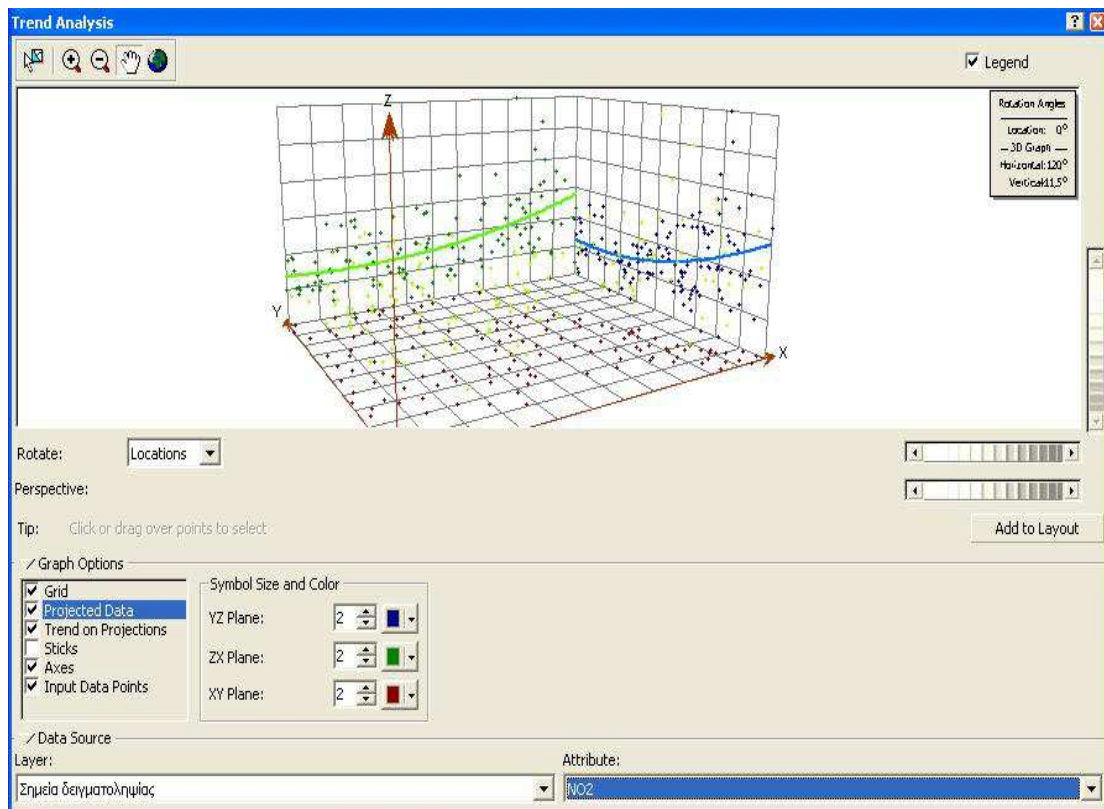 Trend Analysis
Legend
Rotation Angles
Location: 0°
— 3D Graph —
Horizontal:120°
Vertical:11,5°
Z
Y
X
Rotate:
Locations
Perspective:
Tip: Click or drag over points to select
Add to Layout
Graph Options
Grid
Projected Data
Trend on Projections
Sticks
Axes
Input Data Points
Symbol Size and Color
YZ Plane: 2
ZX Plane: 2
XY Plane: 2
Data Source
Layer:
Σημεία δειγματοληψίας
Attribute:
NO2